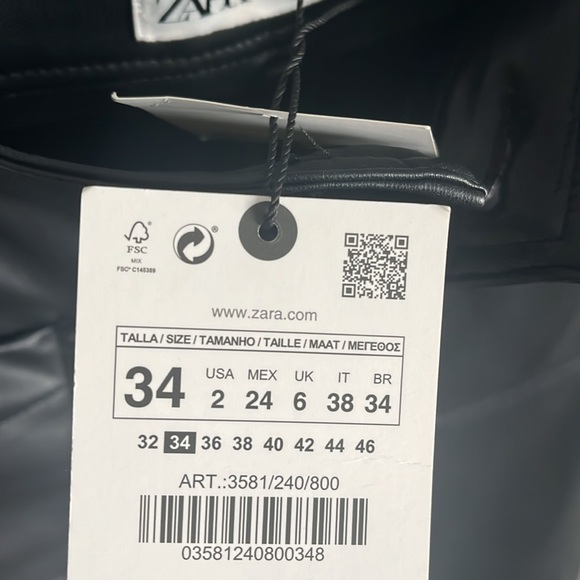 ZARA
FSC
MIX
FSC® C145389
®
www.zara.com
TALLA / SIZE / TAMANHO / TAILLE / MAAT / ΜΕΓΕΘΟΣ
34 USA MEX UK IT BR
2 24 6 38 34
32 34 36 38 40 42 44 46
ART.:3581/240/800
03581240800348